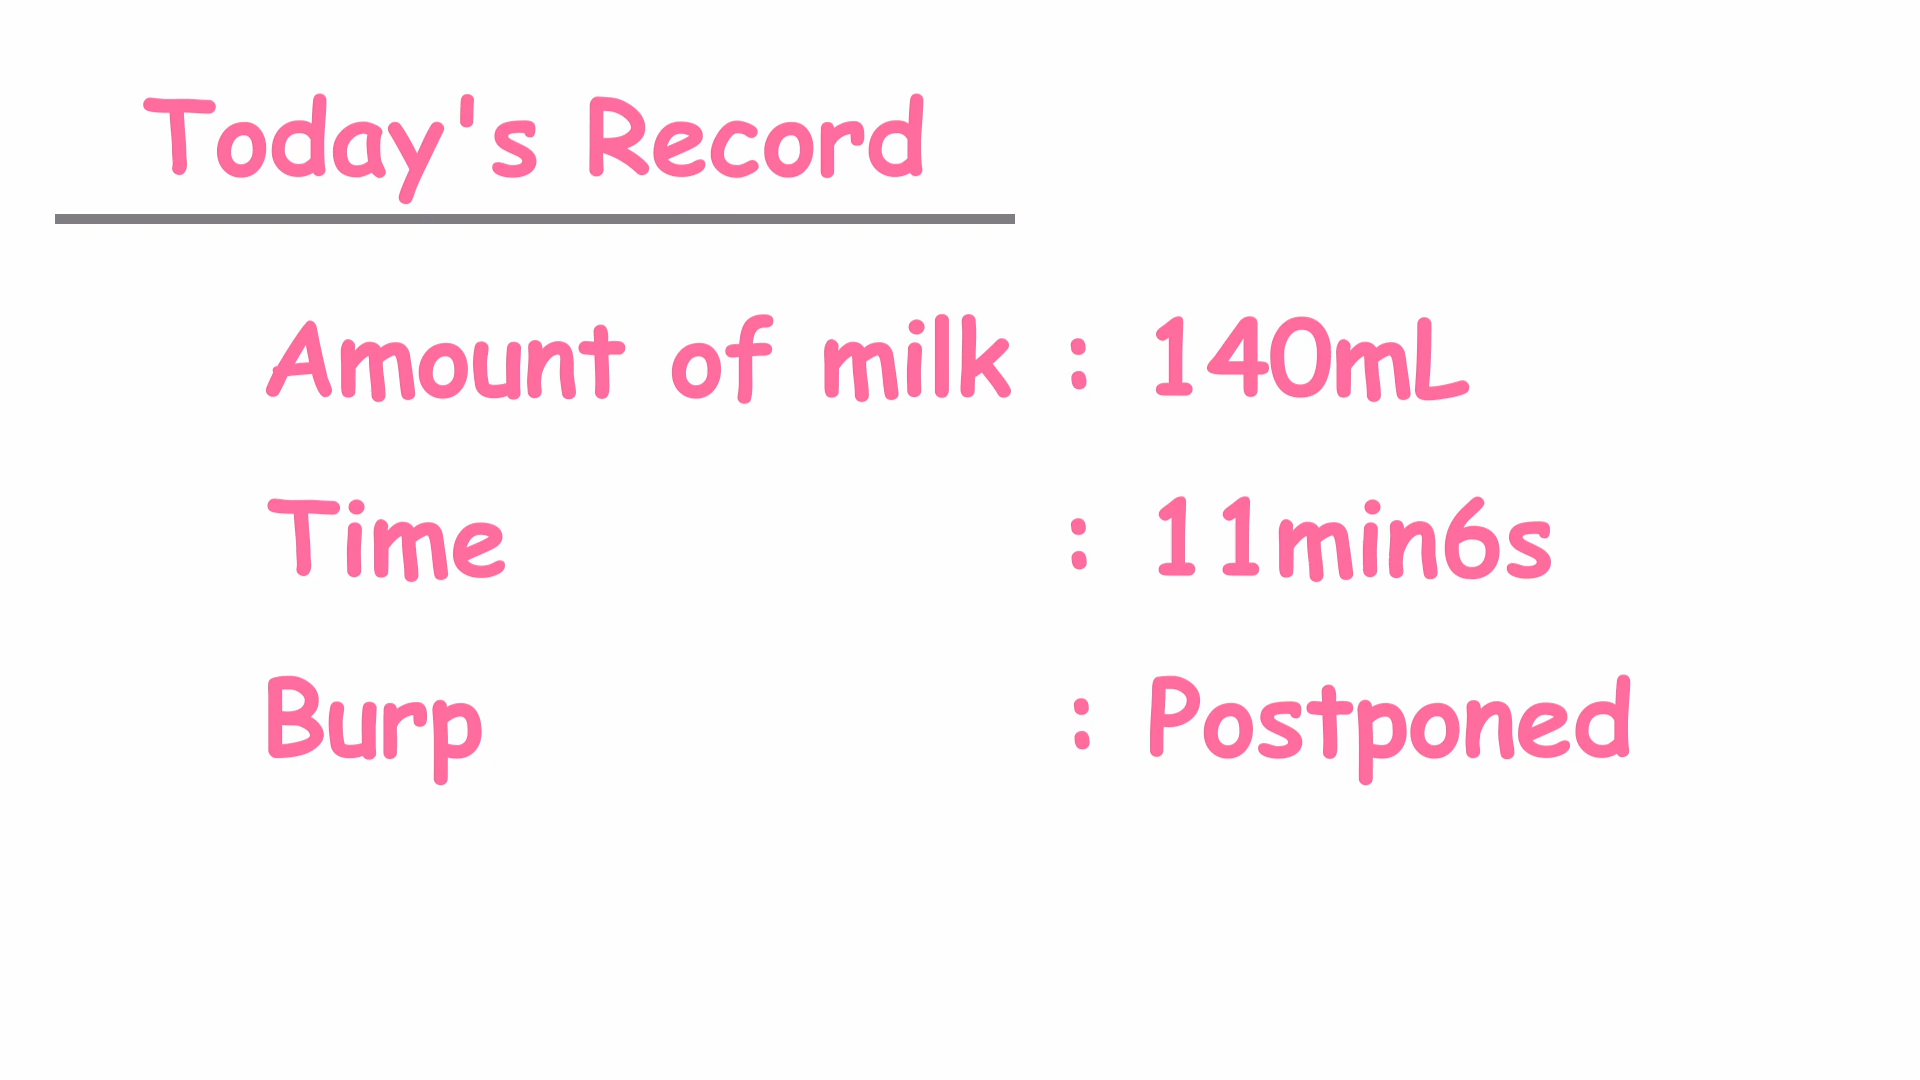 Today's Record
Amount of milk : 140mL
Time : 11min6s
Burp : Postponed